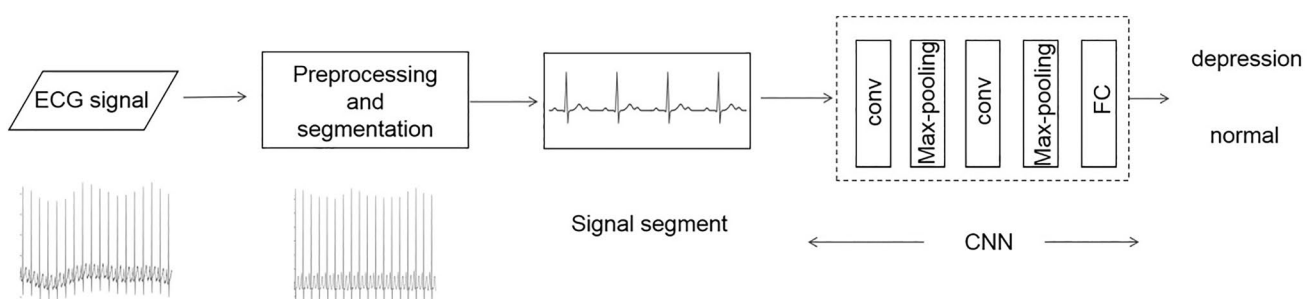 ECG signal
Preprocessing
and
segmentation
Signal segment
conv
Max-pooling
conv
Max-pooling
FC
CNN
depression
normal